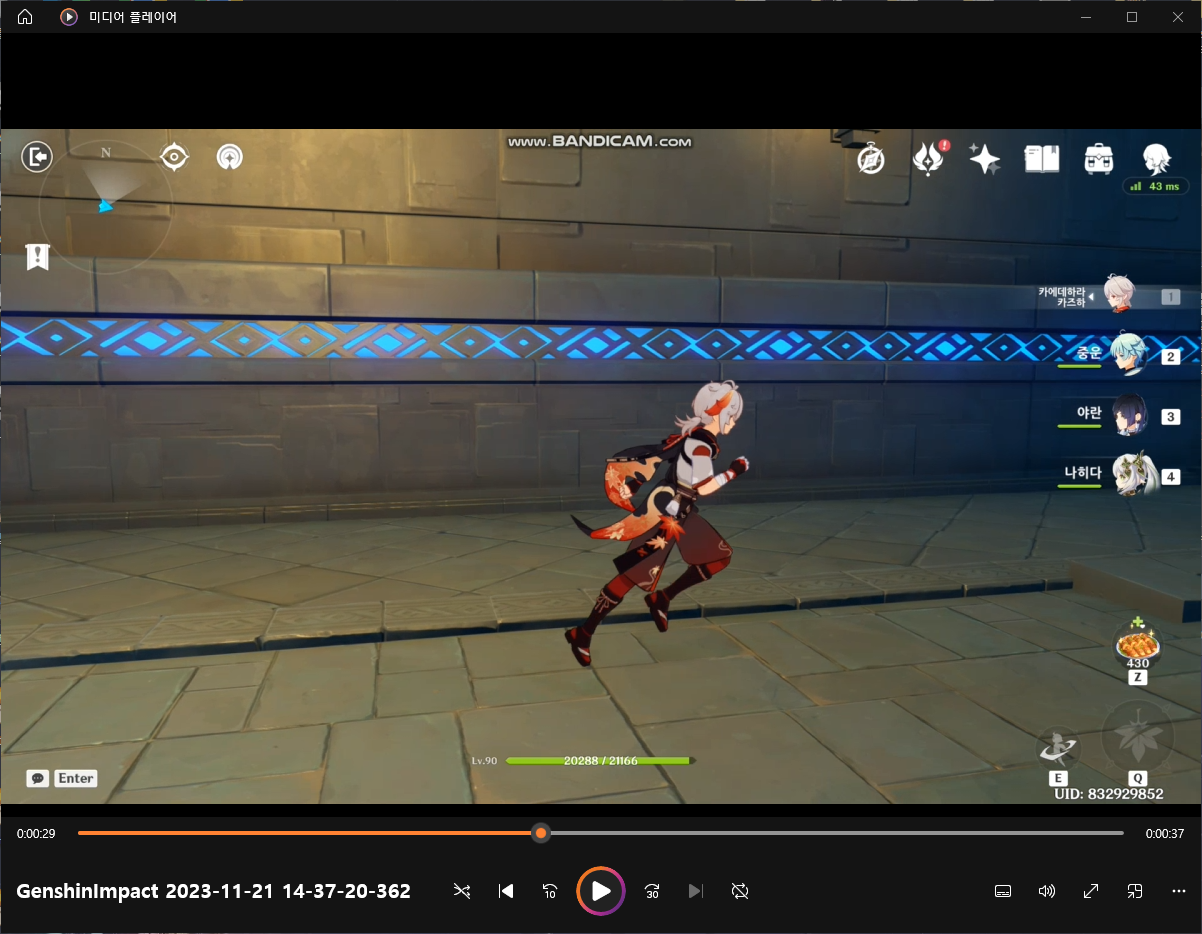 미디어 플레이어
www.BANDICAM.com
N
43 ms
카에데하라
카즈하
1
중운
2
야란
3
나히다
4
430
Z
Lv.90
20288 / 21166
Enter
E
Q
UID: 832929852
0:00:29
0:00:37
GenshinImpact 2023-11-21 14-37-20-362
10
30